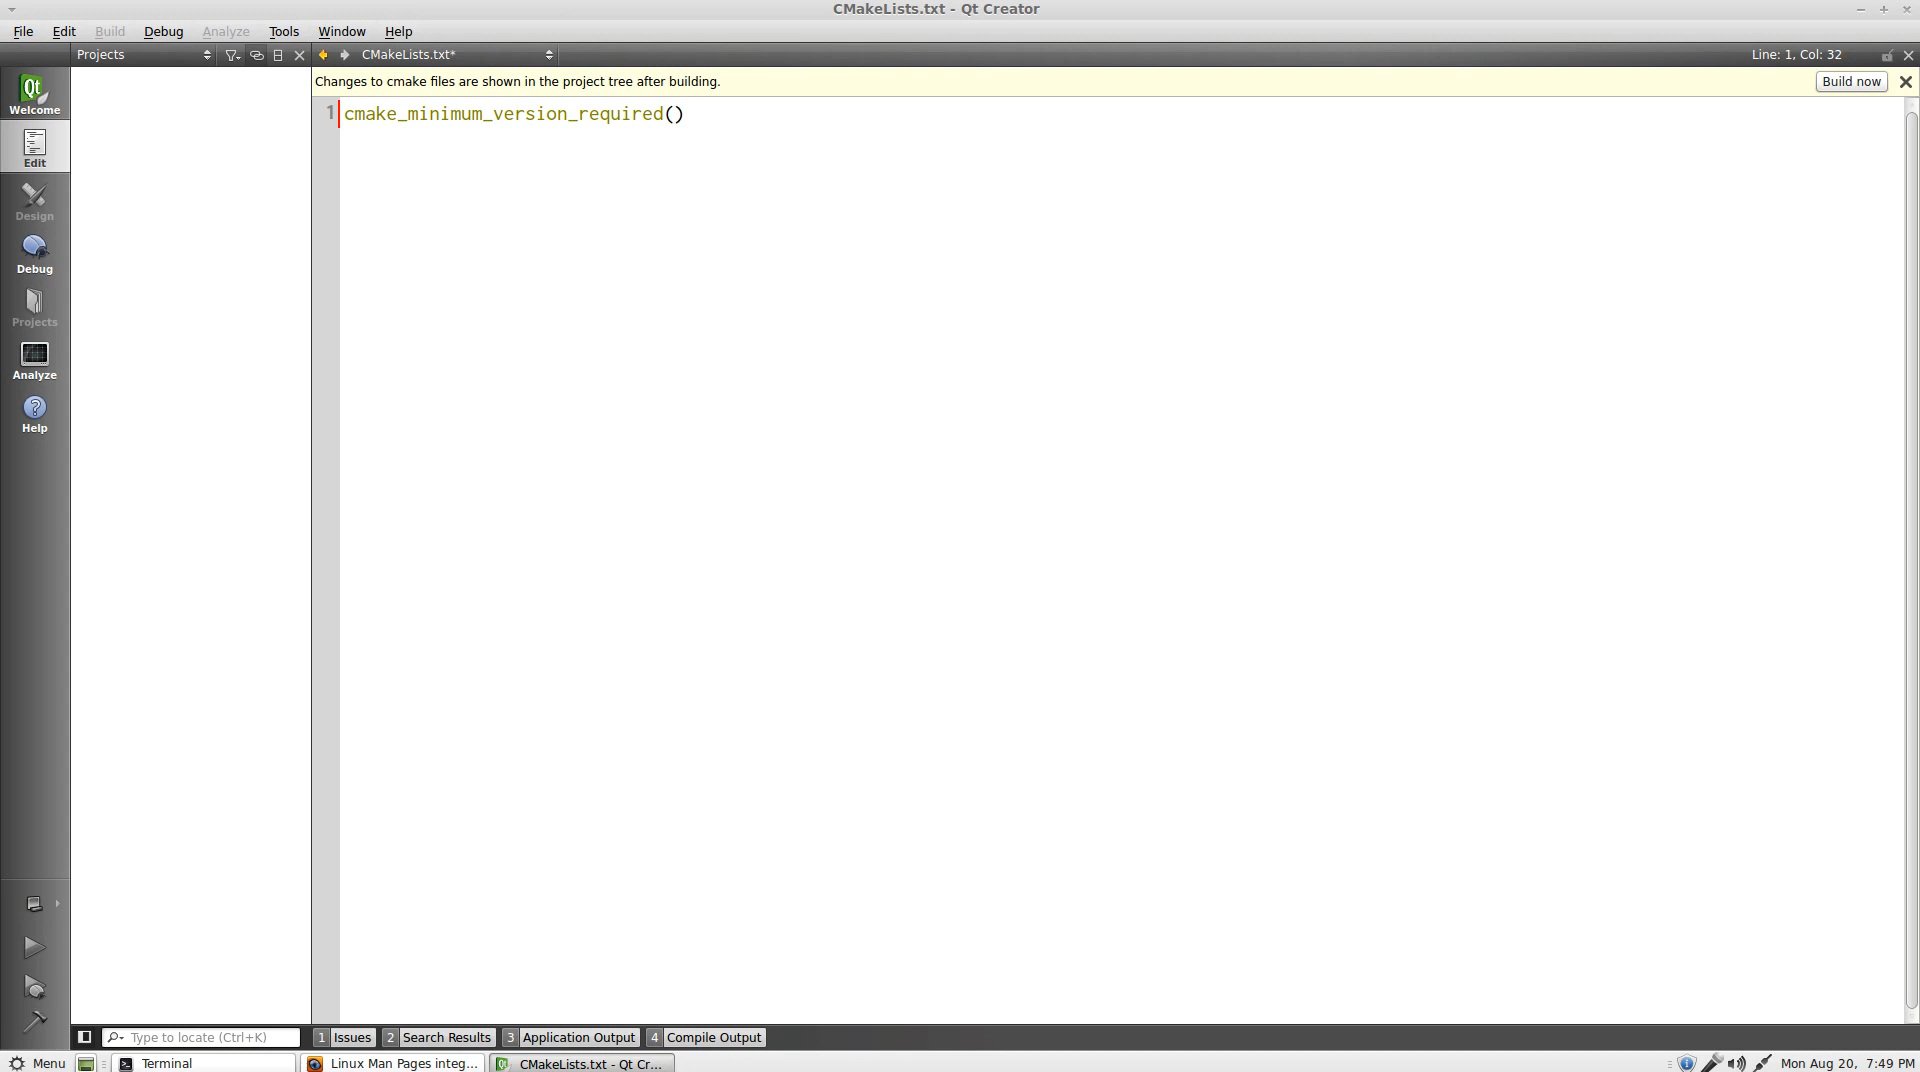 CMakeLists.txt - Qt Creator
File Edit Build Debug Analyze Tools Window Help
Projects CMakeLists.txt* Line: 1, Col: 32
Changes to cmake files are shown in the project tree after building. Build now
1 cmake_minimum_version_required()
Qt
Welcome
Edit
Design
Debug
Projects
Analyze
Help
Type to locate (Ctrl+K) 1 Issues 2 Search Results 3 Application Output 4 Compile Output
Menu Terminal Linux Man Pages integ... CMakeLists.txt - Qt Cr... Mon Aug 20, 7:49 PM